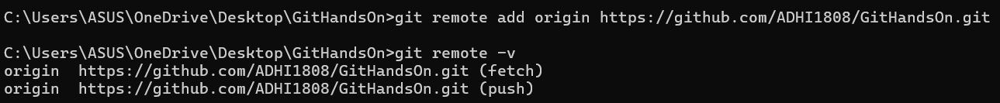 C:\Users\ASUS\OneDrive\Desktop\GitHandsOn>git remote add origin https://github.com/ADHI1808/GitHandsOn.git
C:\Users\ASUS\OneDrive\Desktop\GitHandsOn>git remote -v
origin  https://github.com/ADHI1808/GitHandsOn.git (fetch)
origin  https://github.com/ADHI1808/GitHandsOn.git (push)